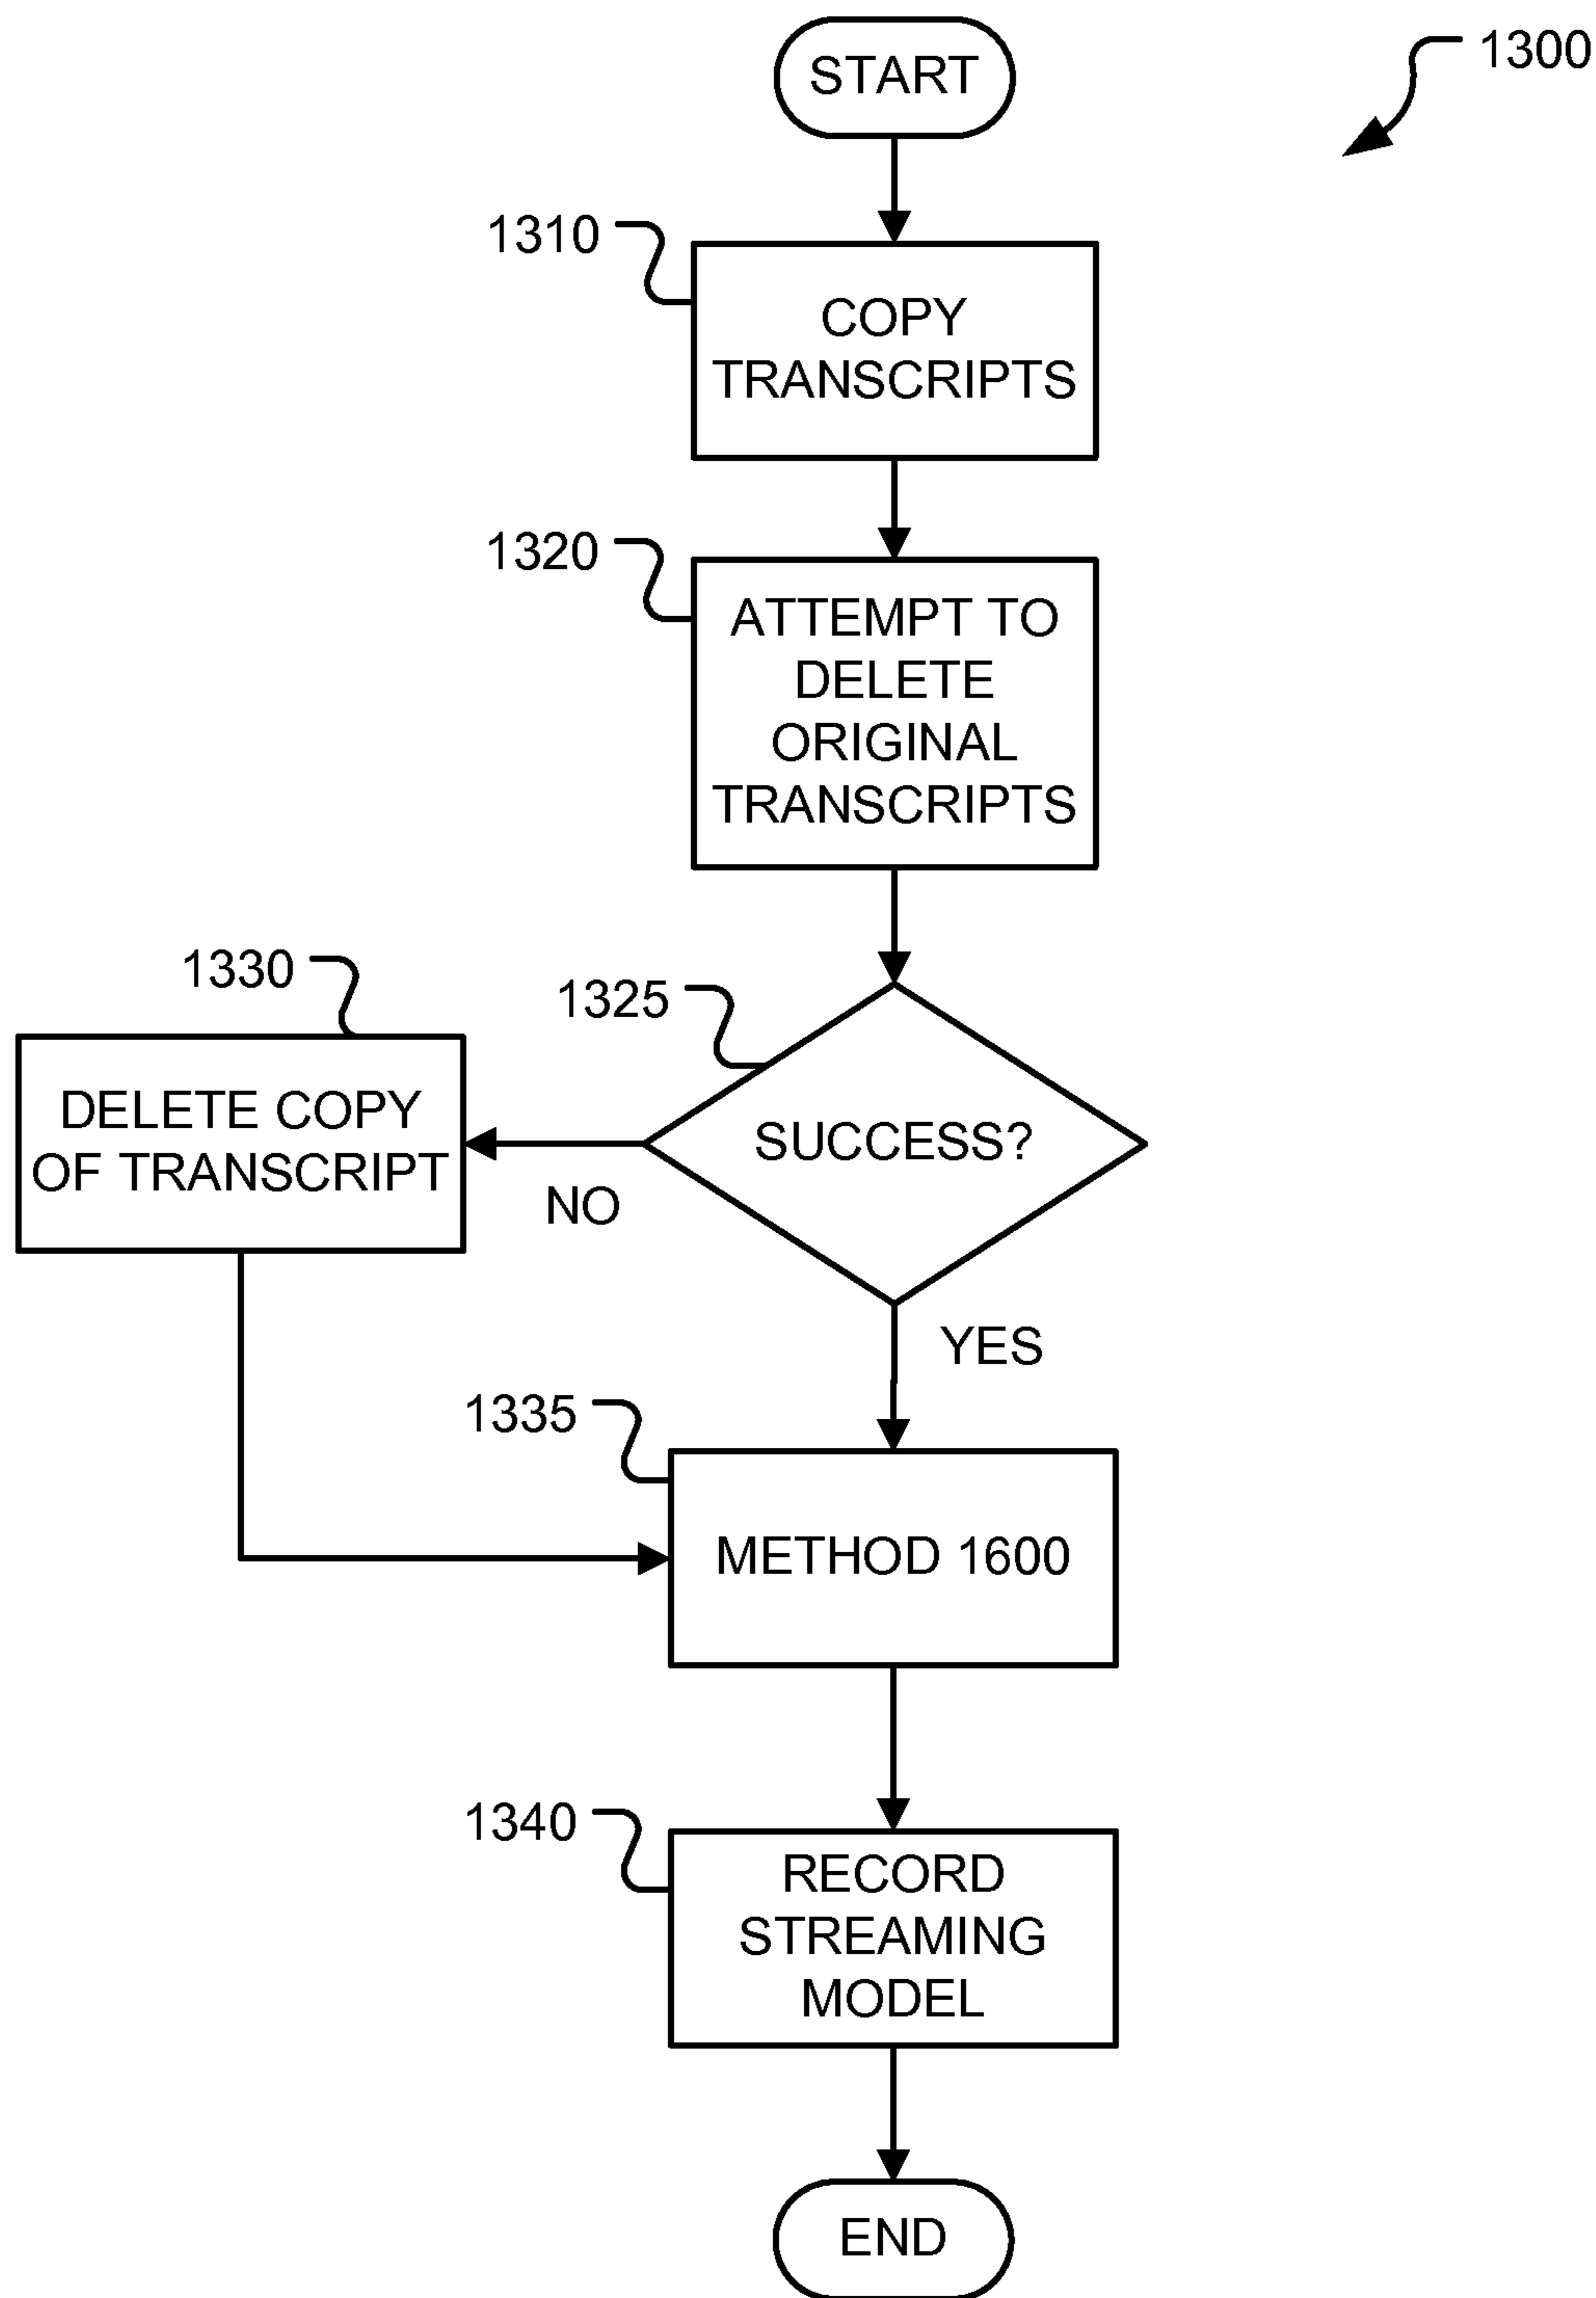 START
1300
1310
COPY
TRANSCRIPTS
1320
ATTEMPT TO
DELETE
ORIGINAL
TRANSCRIPTS
1330
1325
DELETE COPY
OF TRANSCRIPT
SUCCESS?
NO
YES
1335
METHOD 1600
1340
RECORD
STREAMING
MODEL
END